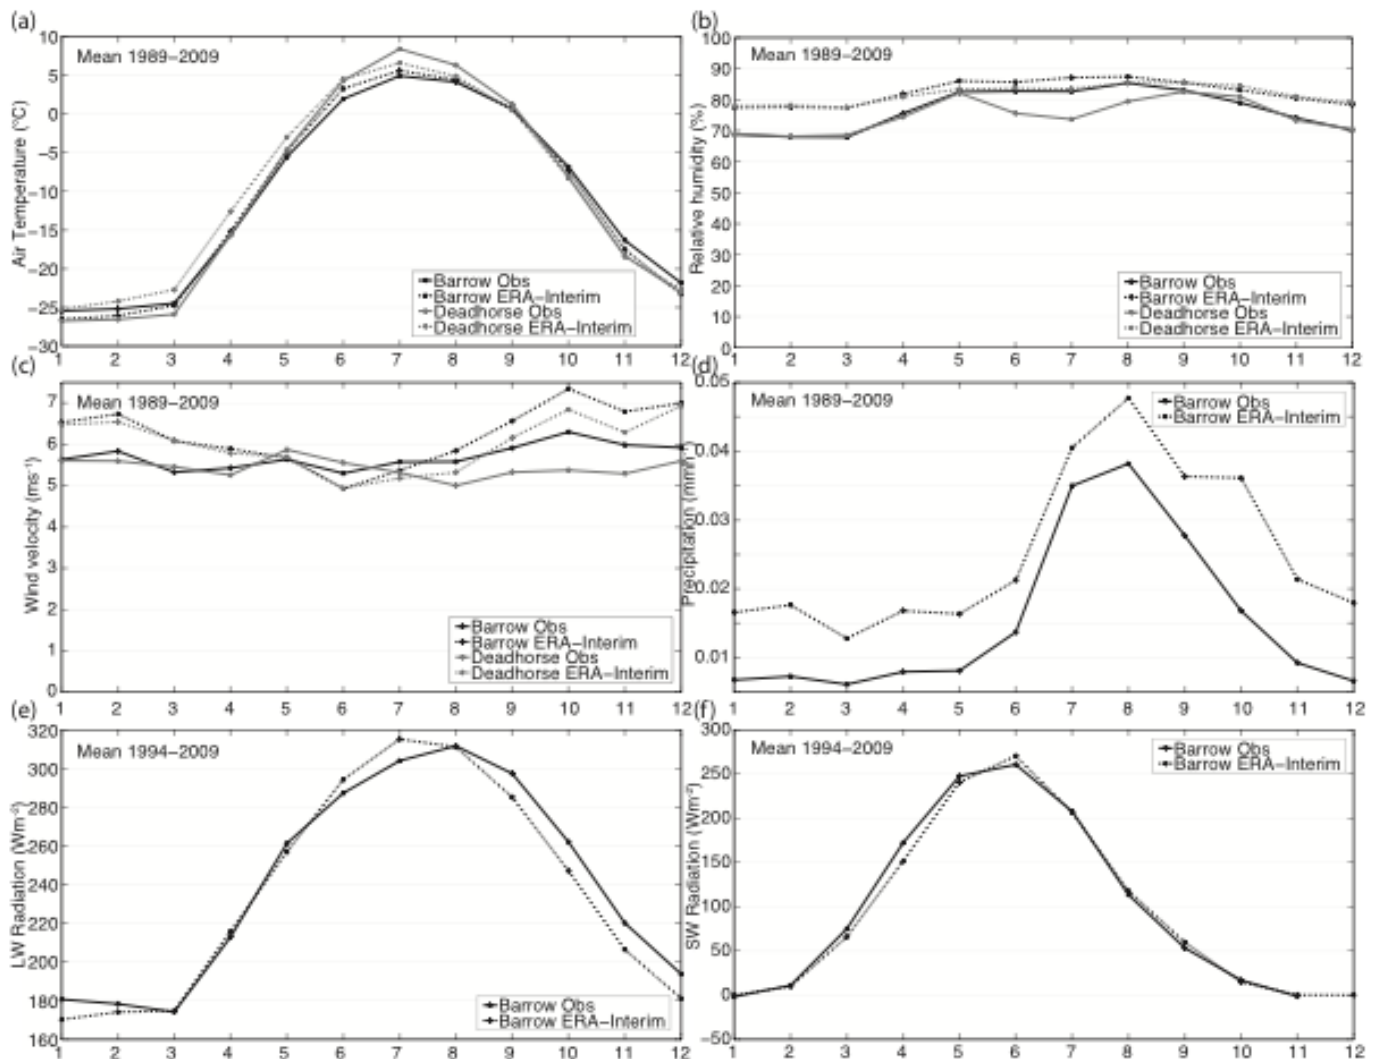 (a)
Mean 1989–2009
Air Temperature (°C)
10
5
0
−5
−10
−15
−20
−25
−30
Barrow Obs
Barrow ERA−Interim
Deadhorse Obs
Deadhorse ERA−Interim
1 2 3 4 5 6 7 8 9 10 11 12
(b)
Mean 1989–2009
Relative humidity (%)
100
90
80
70
60
50
40
30
20
10
0
Barrow Obs
Barrow ERA−Interim
Deadhorse Obs
Deadhorse ERA−Interim
1 2 3 4 5 6 7 8 9 10 11 12
(c)
Mean 1989–2009
Wind velocity (ms⁻¹)
7
6
5
4
3
2
1
0
Barrow Obs
Barrow ERA−Interim
Deadhorse Obs
Deadhorse ERA−Interim
1 2 3 4 5 6 7 8 9 10 11 12
(d)
Mean 1989–2009
0.05
0.04
0.03
0.02
0.01
Barrow Obs
Barrow ERA−Interim
1 2 3 4 5 6 7 8 9 10 11 12
(e)
Mean 1994–2009
LW Radiation (Wm⁻²)
320
300
280
260
240
220
200
180
160
Barrow Obs
Barrow ERA−Interim
1 2 3 4 5 6 7 8 9 10 11 12
(f)
Mean 1994–2009
SW Radiation (Wm⁻²)
300
250
200
150
100
50
0
−50
Barrow Obs
Barrow ERA−Interim
1 2 3 4 5 6 7 8 9 10 11 12